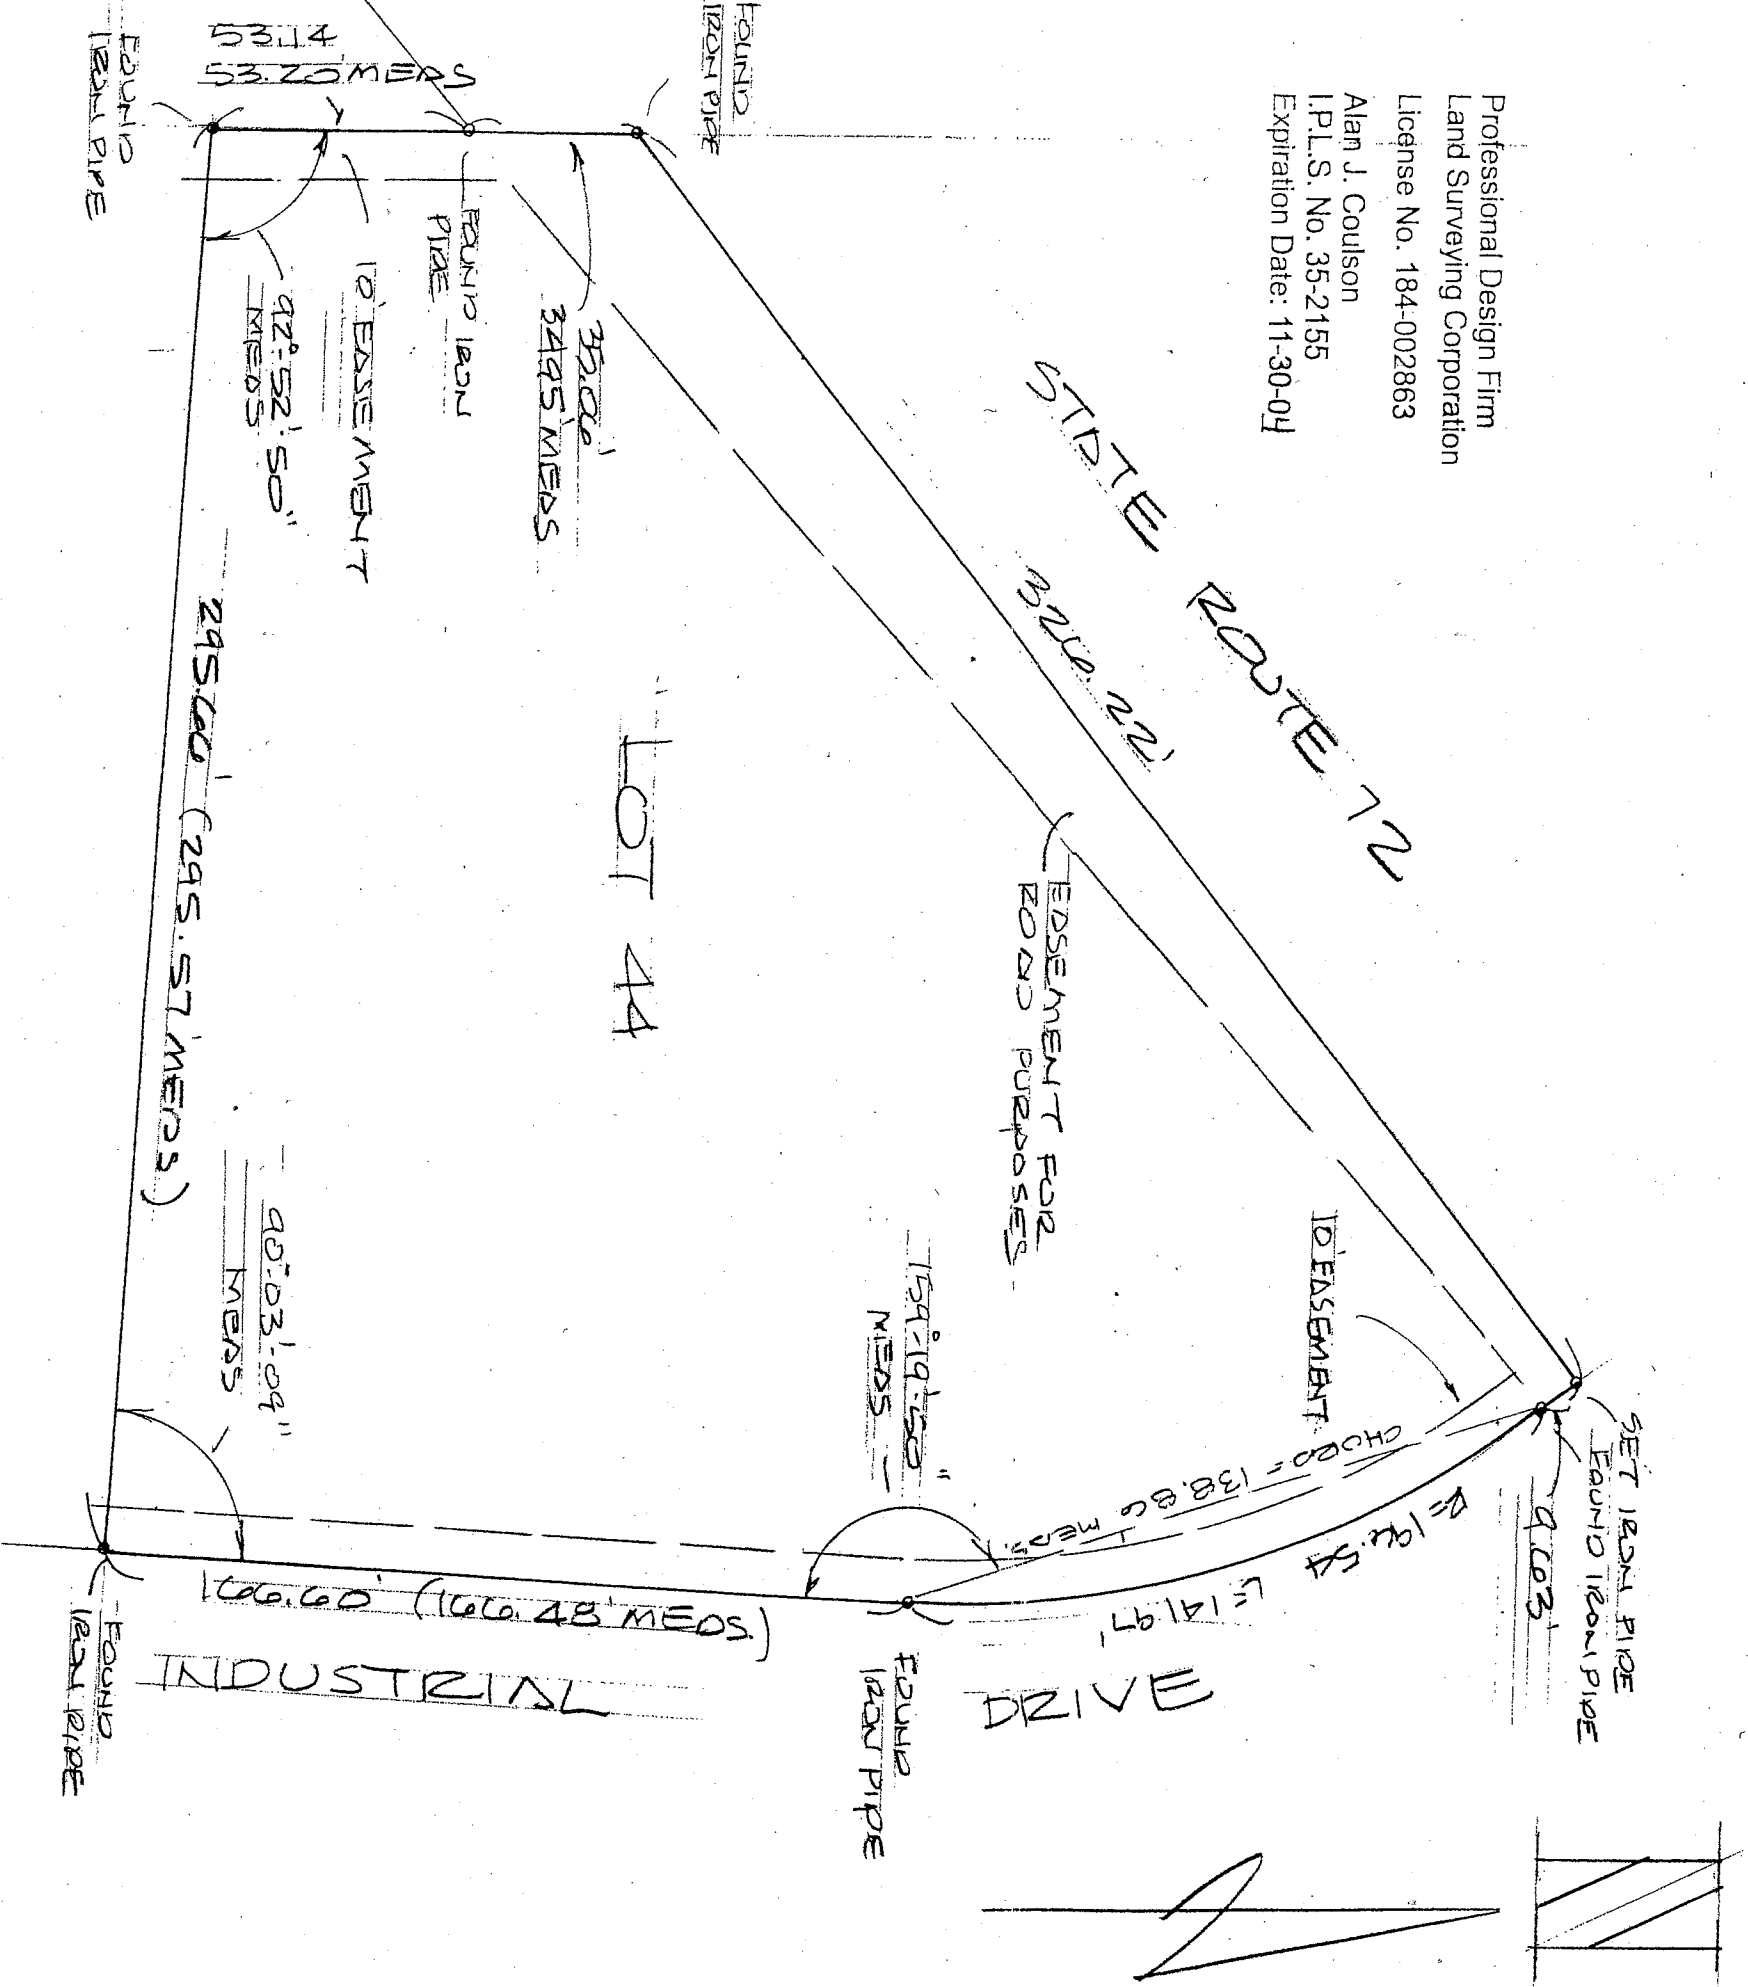 Professional Design Firm
Land Surveying Corporation
License No. 184-002863
Alan J. Coulson
I.P.L.S. No. 35-2155
Expiration Date: 11-30-04
STATE ROUTE 72
326.22'
FOUND
IRON PIPE
53.14
53.20' MEAS
FOUND
IRON PIPE
35.06'
34.95' MEAS
FOUND IRON
PIPE
10' EASEMENT
92°-52'-50"
MEAS
LOT 44
EASEMENT FOR
ROAD PURPOSES
295.60' (295.57' MEAS)
90°-03'-09"
MEAS
159°-19'-50"
MEAS
10' EASEMENT
CHORD = 138.86' MEAS.
R=196.54
L=141.97'
9.63'
SET IRON PIPE
FOUND IRON PIPE
166.60' (166.48' MEAS.)
FOUND
IRON PIPE
FOUND
IRON PIPE
INDUSTRIAL DRIVE
N